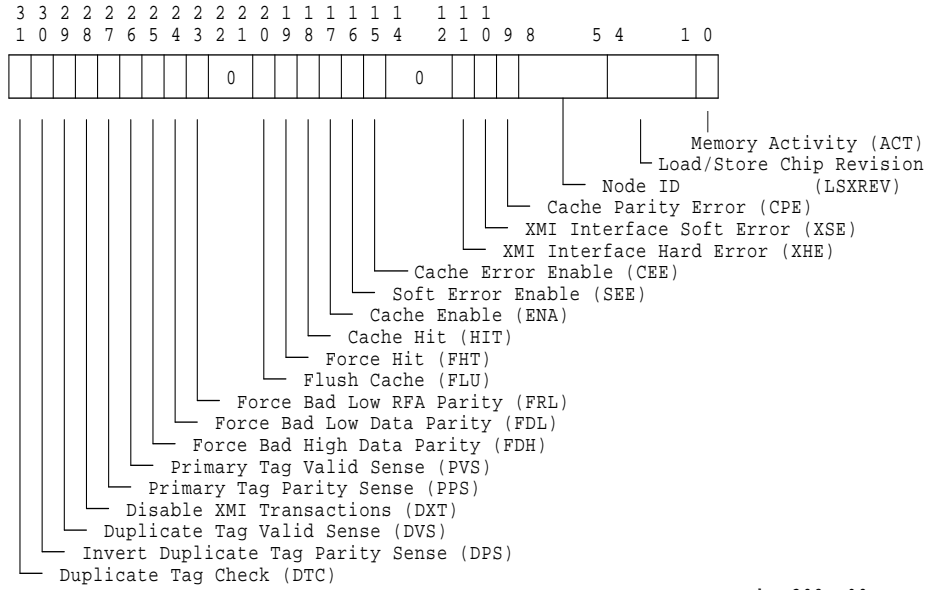 3 3 2 2 2 2 2 2 2 2 2 2 1 1 1 1 1 1 1 1 1
1 0 9 8 7 6 5 4 3 2 1 0 9 8 7 6 5 4 2 1 0 9 8 5 4 1 0
0 0
Memory Activity (ACT)
Load/Store Chip Revision
Node ID (LSXREV)
Cache Parity Error (CPE)
XMI Interface Soft Error (XSE)
XMI Interface Hard Error (XHE)
Cache Error Enable (CEE)
Soft Error Enable (SEE)
Cache Enable (ENA)
Cache Hit (HIT)
Force Hit (FHT)
Flush Cache (FLU)
Force Bad Low RFA Parity (FRL)
Force Bad Low Data Parity (FDL)
Force Bad High Data Parity (FDH)
Primary Tag Valid Sense (PVS)
Primary Tag Parity Sense (PPS)
Disable XMI Transactions (DXT)
Duplicate Tag Valid Sense (DVS)
Invert Duplicate Tag Parity Sense (DPS)
Duplicate Tag Check (DTC)